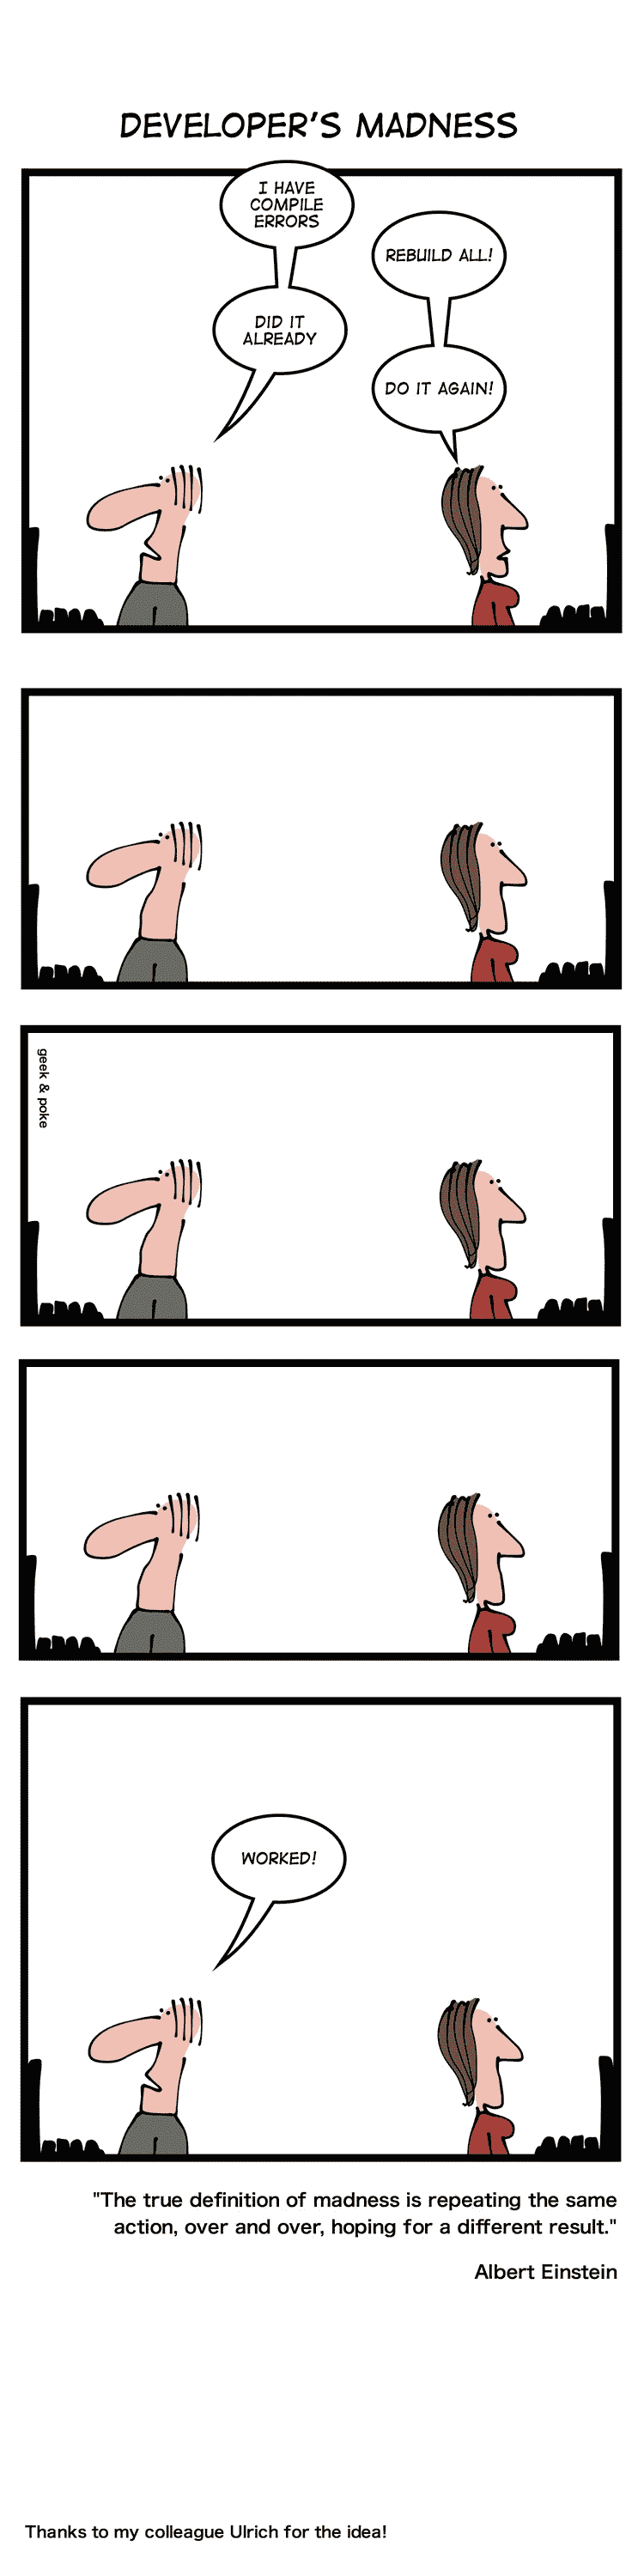 DEVELOPER'S MADNESS
I HAVE
COMPILE
ERRORS
REBUILD ALL!
DID IT
ALREADY
DO IT AGAIN!
geek & poke
WORKED!
"The true definition of madness is repeating the same
action, over and over, hoping for a different result."
Albert Einstein
Thanks to my colleague Ulrich for the idea!